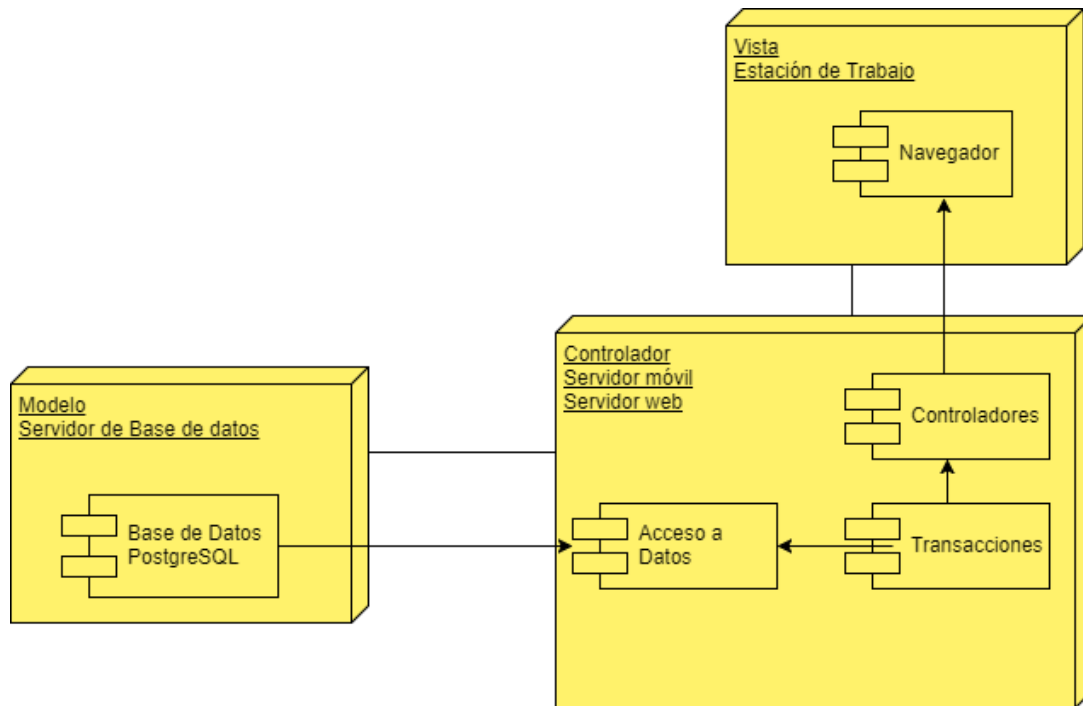 Vista
Estación de Trabajo
Navegador
Controlador
Servidor móvil
Servidor web
Controladores
Modelo
Servidor de Base de datos
Base de Datos
PostgreSQL
Acceso a
Datos
Transacciones